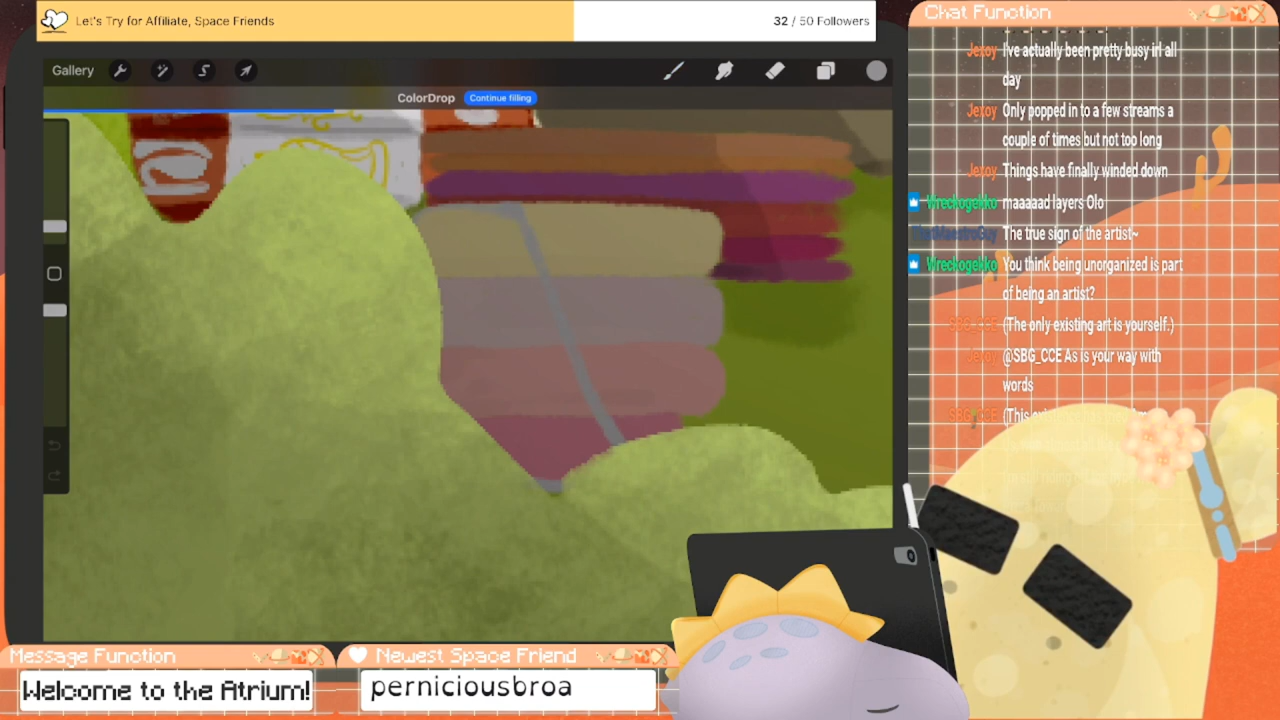 Let's Try for Affiliate, Space Friends
32 / 50 Followers
Chat Function
Gallery
ColorDrop Continue filling
Jexoy I've actually been pretty busy irl all
day
Jexoy Only popped in to a few streams a
couple of times but not too long
Jexoy Things have finally winded down
Wreckogekko maaaaad layers Olo
The true sign of the artist~
Wreckogekko You think being unorganized is part
of being an artist?
SBG_CCE (The only existing art is yourself.)
Jexoy @SBG_CCE As is your way with
words
SBG_CCE (This
Message Function
Newest Space Friend
Welcome to the Atrium!
perniciousbroa